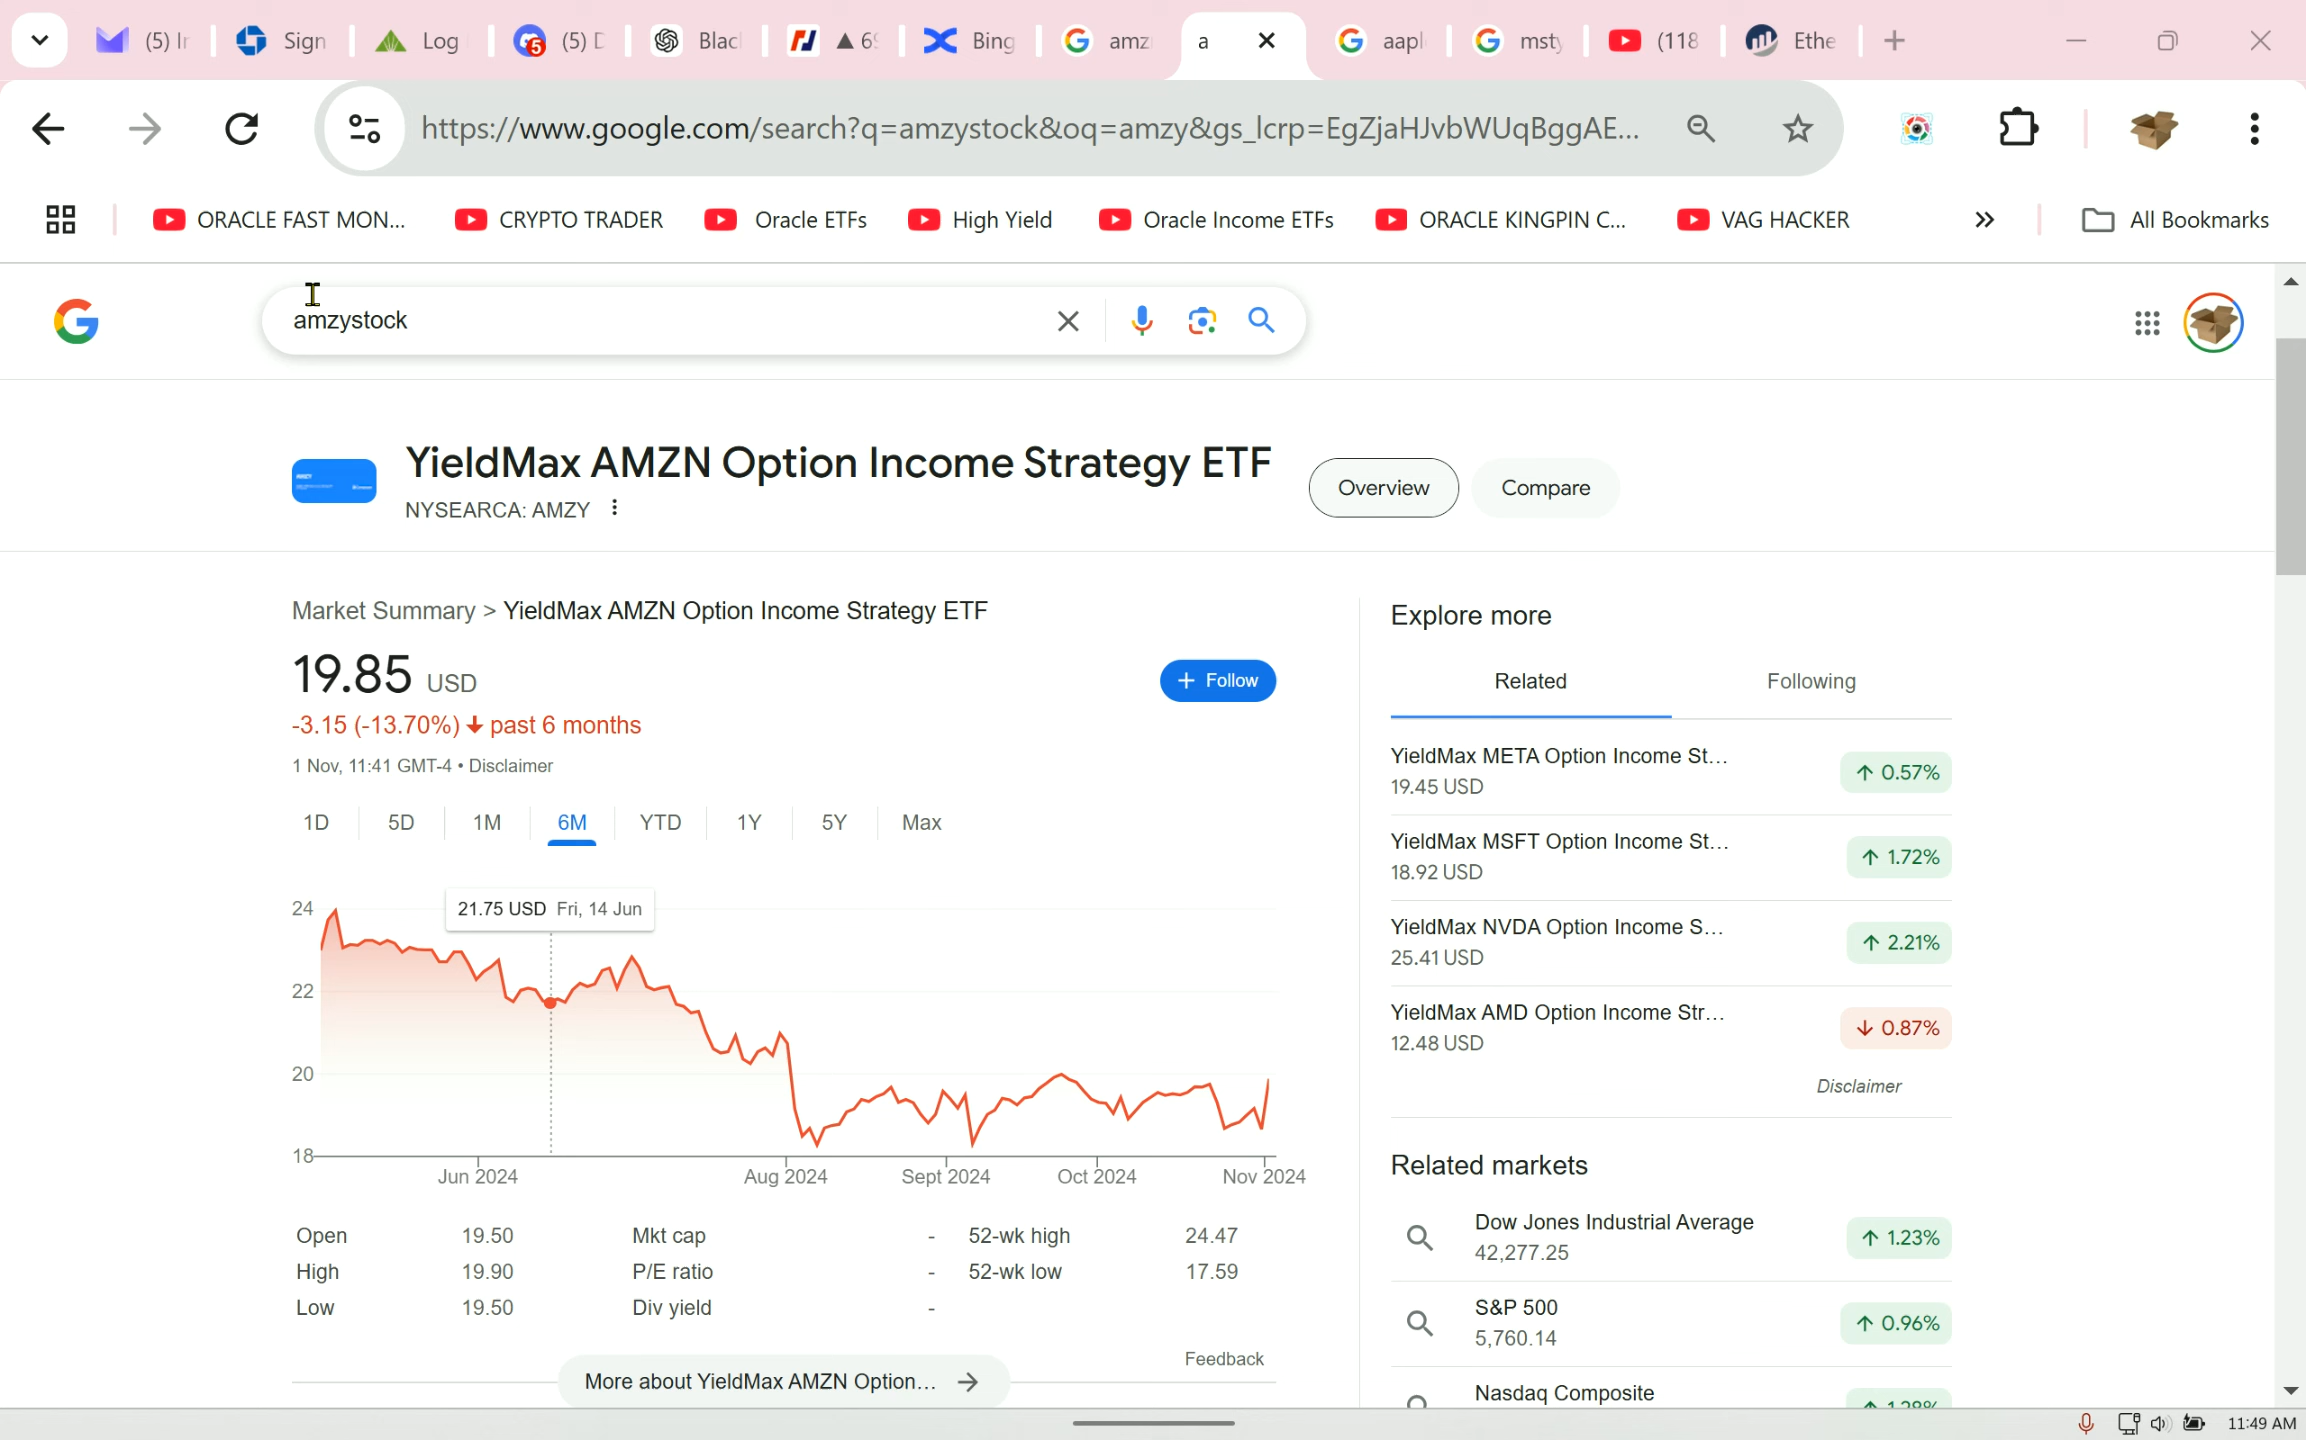 (5) Ir
Sign
Log
5
(5) D
Blac
▲ 69
Bing
amz
a
aapl
msty
(118
Ethe
https://www.google.com/search?q=amzystock&oq=amzy&gs_lcrp=EgZjaHJvbWUqBggAE...
ORACLE FAST MON...
CRYPTO TRADER
Oracle ETFs
High Yield
Oracle Income ETFs
ORACLE KINGPIN C...
VAG HACKER
All Bookmarks
amzystock
YieldMax AMZN Option Income Strategy ETF
NYSEARCA: AMZY
Overview
Compare
Market Summary > YieldMax AMZN Option Income Strategy ETF
19.85 USD
+ Follow
-3.15 (-13.70%) ↓ past 6 months
1 Nov, 11:41 GMT-4 • Disclaimer
1D
5D
1M
6M
YTD
1Y
5Y
Max
21.75 USD Fri, 14 Jun
24
22
20
18
Jun 2024
Aug 2024
Sept 2024
Oct 2024
Nov 2024
Open 19.50 Mkt cap - 52-wk high 24.47
High 19.90 P/E ratio - 52-wk low 17.59
Low 19.50 Div yield -
Feedback
More about YieldMax AMZN Option... →
Explore more
Related
Following
YieldMax META Option Income St...
19.45 USD
↑ 0.57%
YieldMax MSFT Option Income St...
18.92 USD
↑ 1.72%
YieldMax NVDA Option Income S...
25.41 USD
↑ 2.21%
YieldMax AMD Option Income Str...
12.48 USD
↓ 0.87%
Disclaimer
Related markets
Dow Jones Industrial Average
42,277.25
↑ 1.23%
S&P 500
5,760.14
↑ 0.96%
Nasdaq Composite
↑ 1.28%
11:49 AM